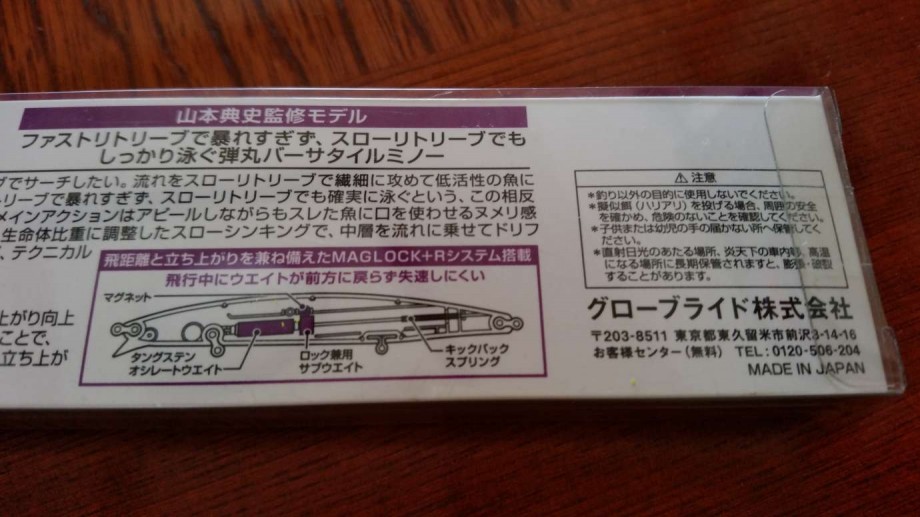 山本典史監修モデル
ファストリトリーブで暴れすぎず、スローリトリーブでも
しっかり泳ぐ弾丸バーサタイルミノー
でサーチしたい。流れをスローリトリーブで繊細に攻めて低活性の魚に
リーブで暴れすぎず、スローリトリーブでも確実に泳ぐという、この相反
メインアクションはアピールしながらもスレた魚に口を使わせるヌメリ感
生命体比重に調整したスローシンキングで、中層を流れに乗せてドリフ
、テクニカル
上がり向上
ことで、
立ち上が
飛距離と立ち上がりを兼ね備えたMAGLOCK+Rシステム搭載
飛行中にウエイトが前方に戻らず失速しにくい
マグネット
タングステン
オシレートウエイト
ロック兼用
サブウエイト
キックバック
スプリング
⚠ 注意
*釣り以外の目的に使用しないでください。
*擬似餌(ハリアリ)を投げる場合、周囲の安全
を確かめ、危険のないことを確認してください。
*子供または幼児の手の届かない所へ保管してく
ださい。
*直射日光のあたる場所、炎天下の車内等、高温
になる場所に長期保管されますと、膨張・破裂
することがあります。
グローブライド株式会社
〒203-8511 東京都東久留米市前沢3-14-16
お客様センター(無料) TEL:0120-506-204
MADE IN JAPAN